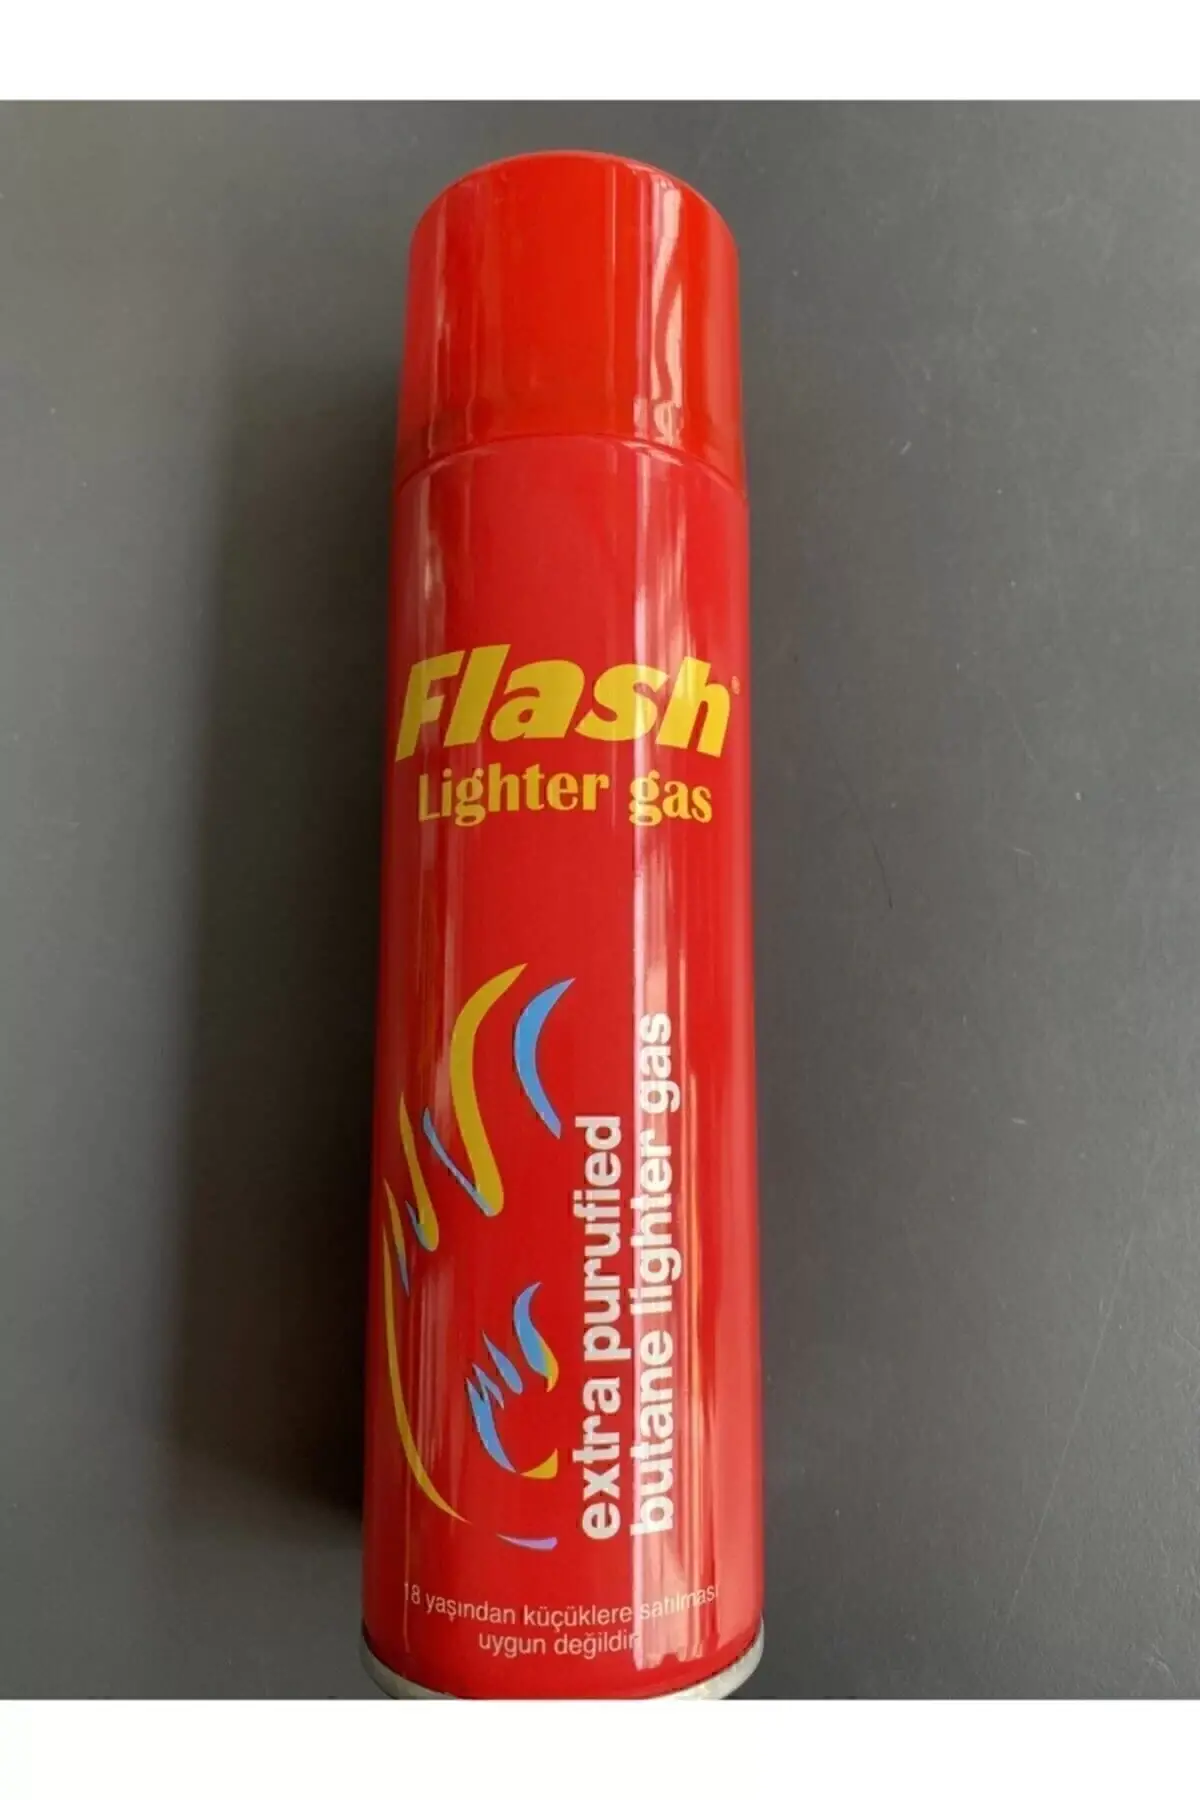 Flash®
Lighter gas
extra purufied
butane lighter gas
18 yaşından küçüklere satılması
uygun değildir